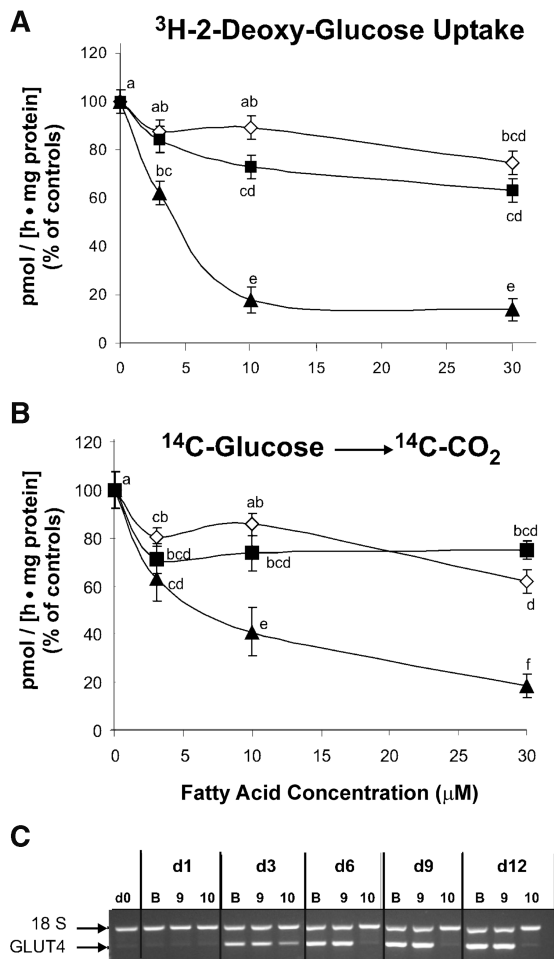 A
³H-2-Deoxy-Glucose Uptake
pmol / [h • mg protein]
(% of controls)
120
100
80
60
40
20
0
a
ab
ab
bcd
bc
cd
cd
e
e
0 5 10 15 20 25 30
B
¹⁴C-Glucose → ¹⁴C-CO₂
pmol / [h • mg protein]
(% of controls)
120
100
80
60
40
20
0
a
cb
ab
bcd
bcd
bcd
cd
d
e
f
0 5 10 15 20 25 30
Fatty Acid Concentration (μM)
C
d0 d1 d3 d6 d9 d12
B 9 10 B 9 10 B 9 10 B 9 10 B 9 10
18 S
GLUT4